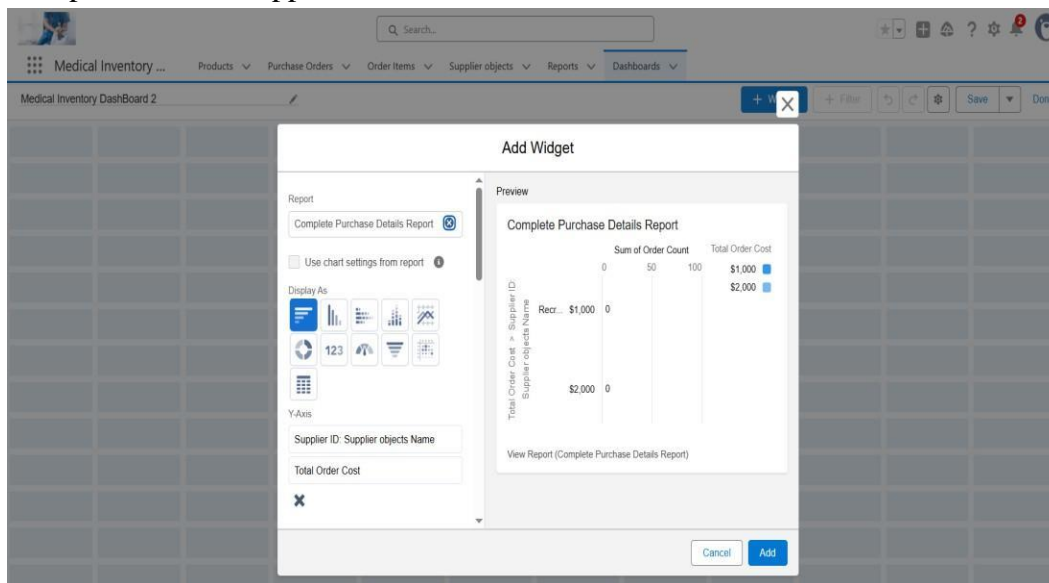 Search...
2
Medical Inventory ...
Products
Purchase Orders
Order Items
Supplier objects
Reports
Dashboards
Medical Inventory DashBoard 2
+ Filter
Save
Add Widget
Report
Complete Purchase Details Report
Use chart settings from report
Display As
123
Y-Axis
Supplier ID: Supplier objects Name
Total Order Cost
Preview
Complete Purchase Details Report
Sum of Order Count
Total Order Cost
0 50 100
$1,000
$2,000
Total Order Cost > Supplier ID:
Supplier objects Name
Recr... $1,000 0
$2,000 0
View Report (Complete Purchase Details Report)
Cancel
Add